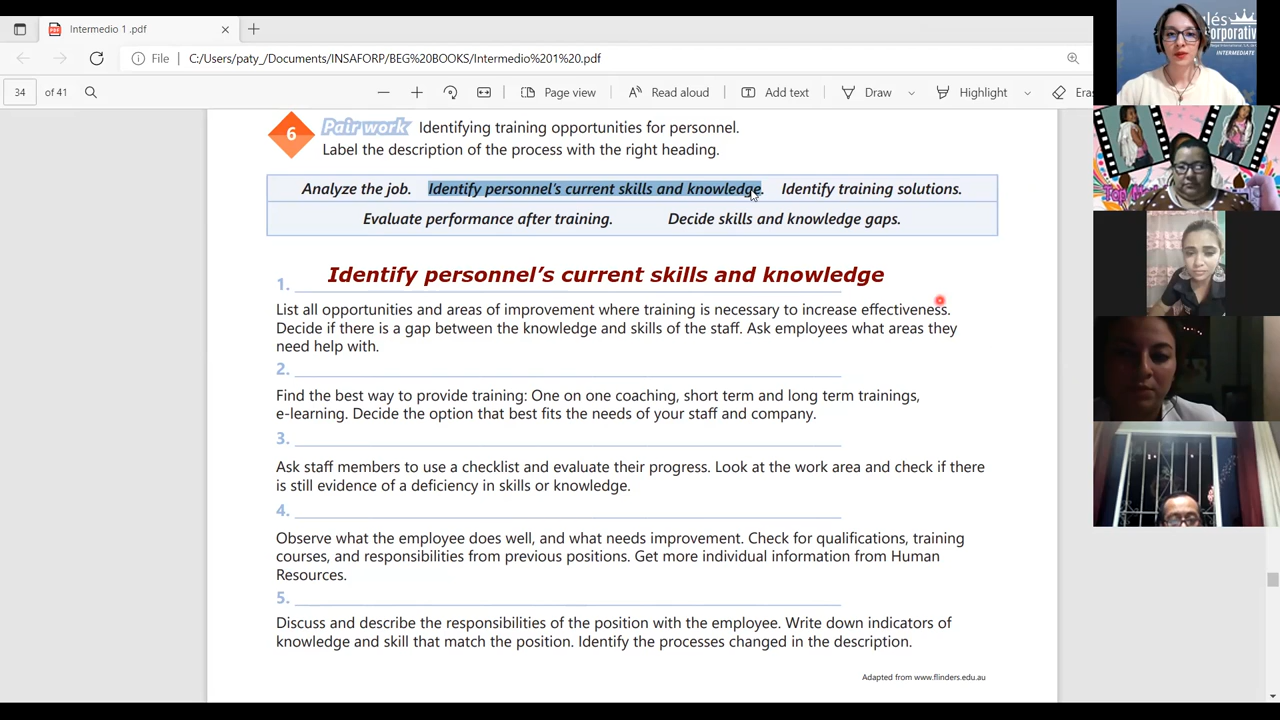 Intermedio 1 .pdf
File
C:/Users/paty_/Documents/INSAFORP/BEG%20BOOKS/Intermedio%201%20.pdf
34 of 41
Page view
Read aloud
Add text
Draw
Highlight
Eras
6
Pair work Identifying training opportunities for personnel.
Label the description of the process with the right heading.
Analyze the job. Identify personnel's current skills and knowledge. Identify training solutions.
Evaluate performance after training. Decide skills and knowledge gaps.
1. Identify personnel's current skills and knowledge
List all opportunities and areas of improvement where training is necessary to increase effectiveness.
Decide if there is a gap between the knowledge and skills of the staff. Ask employees what areas they
need help with.
2.
Find the best way to provide training: One on one coaching, short term and long term trainings,
e-learning. Decide the option that best fits the needs of your staff and company.
3.
Ask staff members to use a checklist and evaluate their progress. Look at the work area and check if there
is still evidence of a deficiency in skills or knowledge.
4.
Observe what the employee does well, and what needs improvement. Check for qualifications, training
courses, and responsibilities from previous positions. Get more individual information from Human
Resources.
5.
Discuss and describe the responsibilities of the position with the employee. Write down indicators of
knowledge and skill that match the position. Identify the processes changed in the description.
Adapted from www.flinders.edu.au
lés
orporativ
INTERMEDIATE